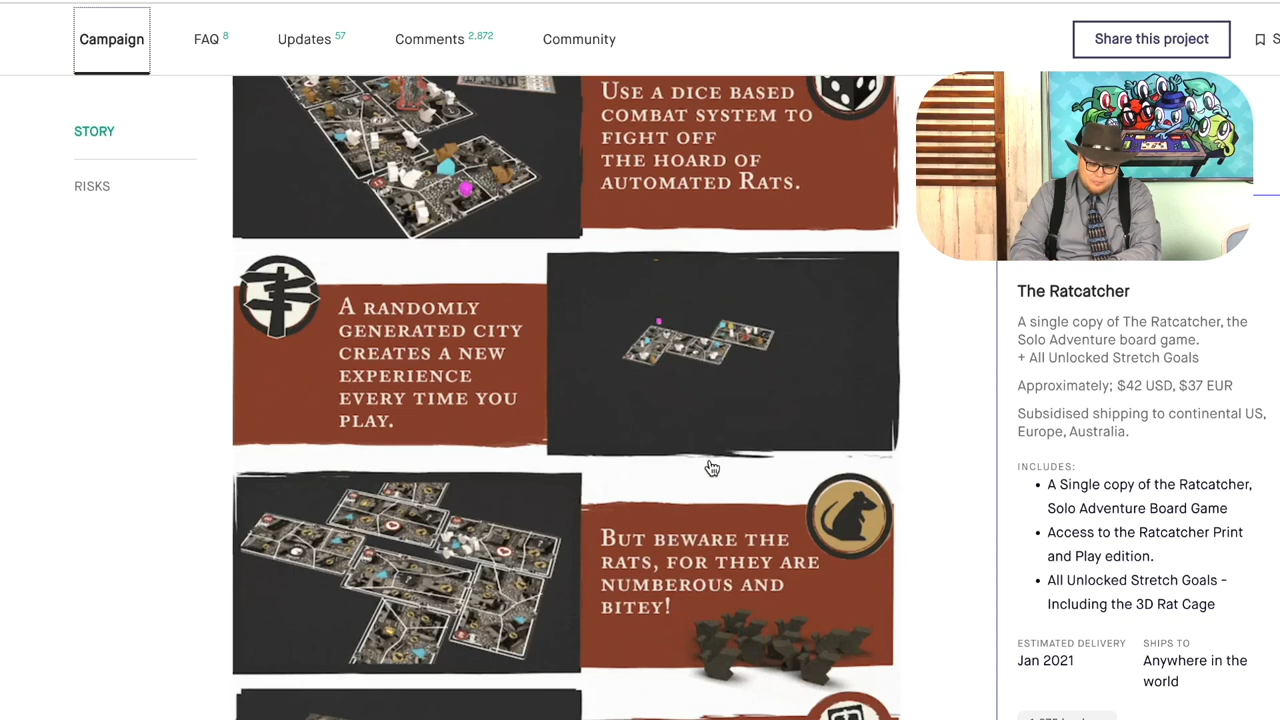 Campaign
FAQ 8
Updates 57
Comments 2,872
Community
Share this project
S
STORY
RISKS
USE A DICE BASED
COMBAT SYSTEM TO
FIGHT OFF
THE HOARD OF
AUTOMATED RATS.
A RANDOMLY
GENERATED CITY
CREATES A NEW
EXPERIENCE
EVERY TIME YOU
PLAY.
BUT BEWARE THE
RATS, FOR THEY ARE
NUMBEROUS AND
BITEY!
The Ratcatcher
A single copy of The Ratcatcher, the
Solo Adventure board game.
+ All Unlocked Stretch Goals
Approximately; $42 USD, $37 EUR
Subsidised shipping to continental US,
Europe, Australia.
INCLUDES:
• A Single copy of the Ratcatcher,
Solo Adventure Board Game
• Access to the Ratcatcher Print
and Play edition.
• All Unlocked Stretch Goals -
Including the 3D Rat Cage
ESTIMATED DELIVERY
Jan 2021
SHIPS TO
Anywhere in the
world